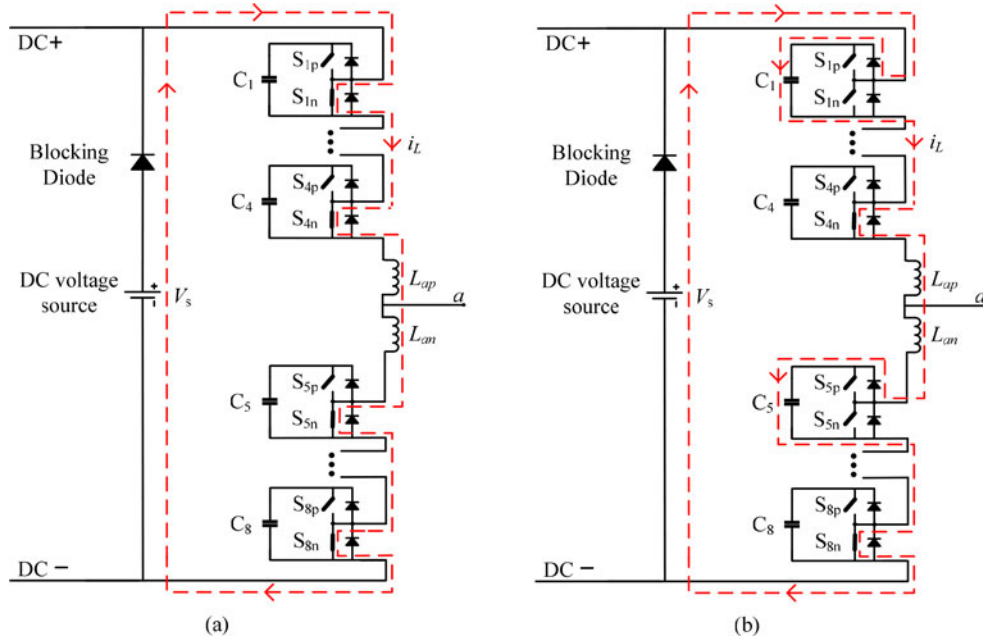 DC+
Blocking
Diode
DC voltage
source
+
-
Vs
DC −
C1
S1p
S1n
iL
C4
S4p
S4n
Lap
a
Lan
C5
S5p
S5n
C8
S8p
S8n
(a)
DC+
Blocking
Diode
DC voltage
source
+
-
Vs
DC −
C1
S1p
S1n
iL
C4
S4p
S4n
Lap
a
Lan
C5
S5p
S5n
C8
S8p
S8n
(b)